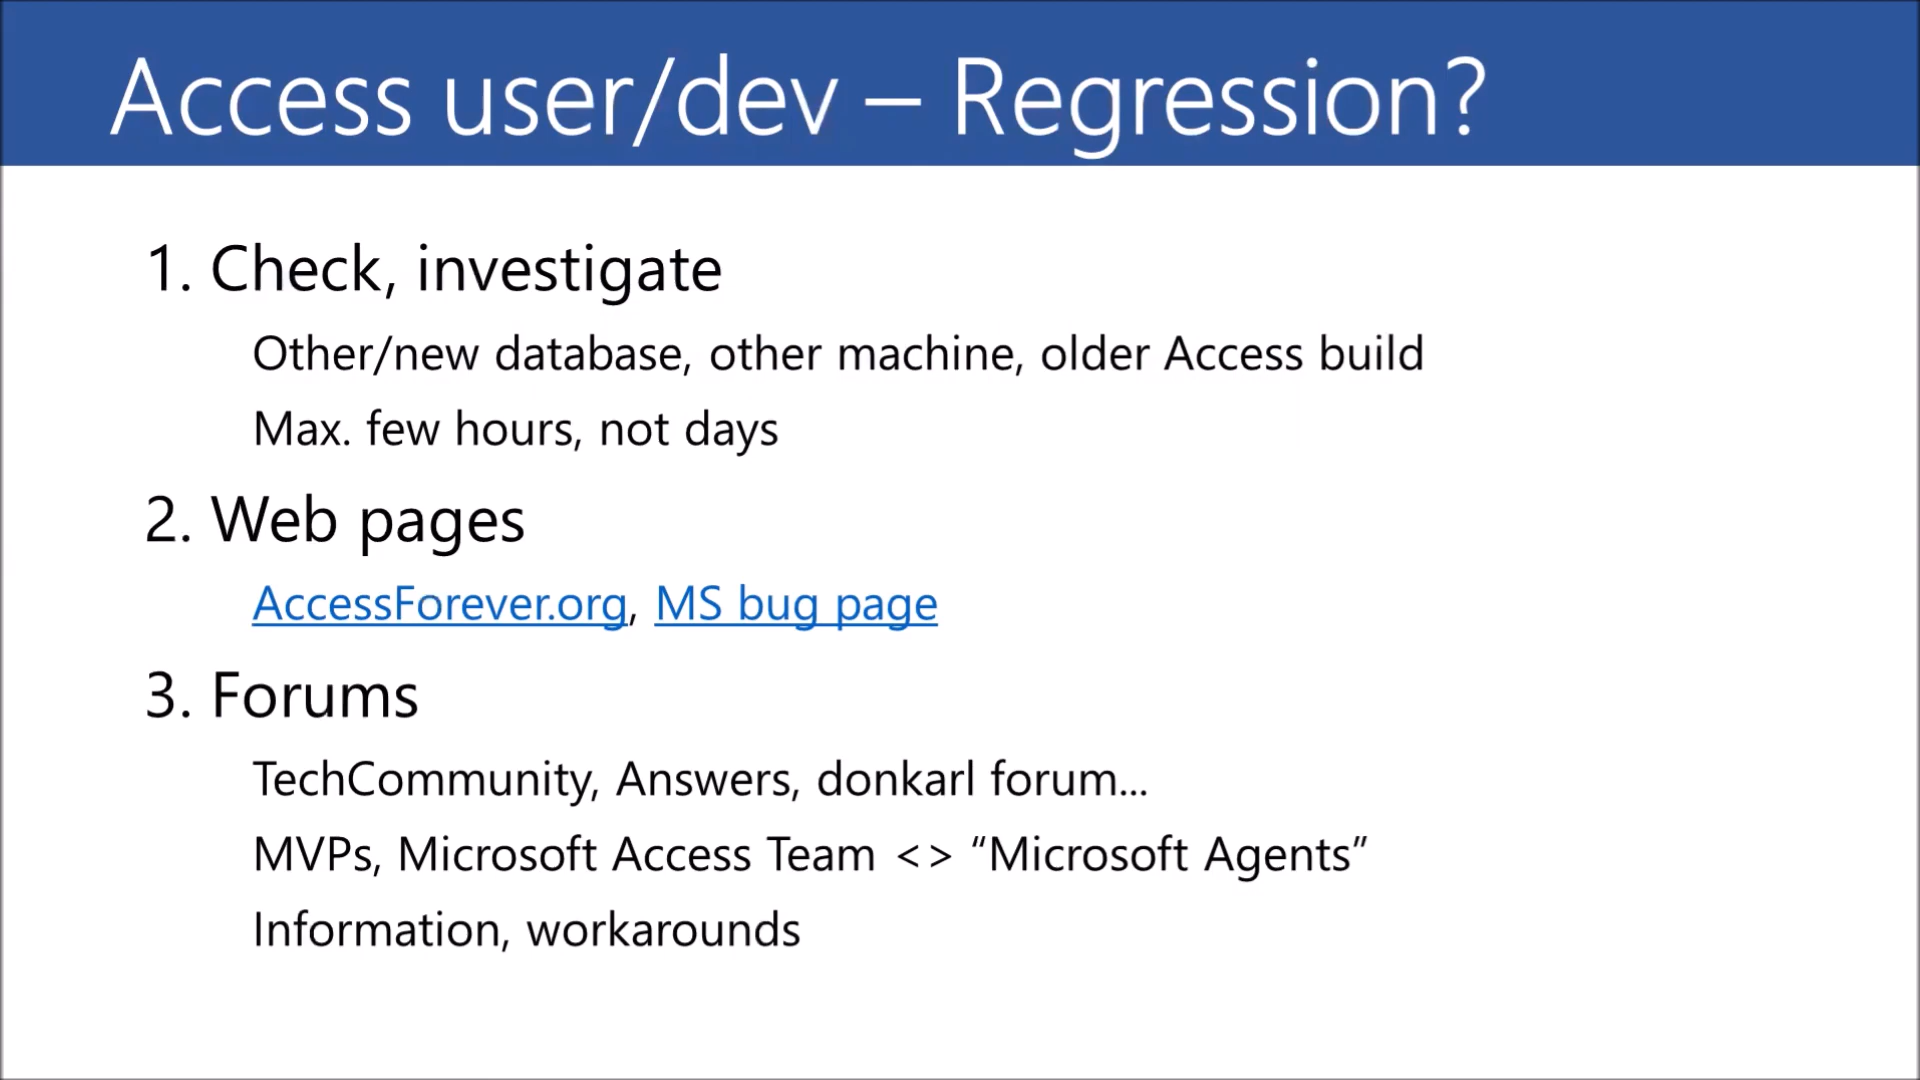 Access user/dev – Regression?
1. Check, investigate
Other/new database, other machine, older Access build
Max. few hours, not days
2. Web pages
AccessForever.org, MS bug page
3. Forums
TechCommunity, Answers, donkarl forum...
MVPs, Microsoft Access Team <> “Microsoft Agents”
Information, workarounds